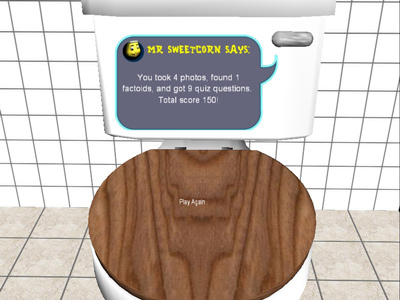 MR SWEETCORN SAYS:
You took 4 photos, found 1
factoids, and got 9 quiz questions.
Total score 150!
Play Again